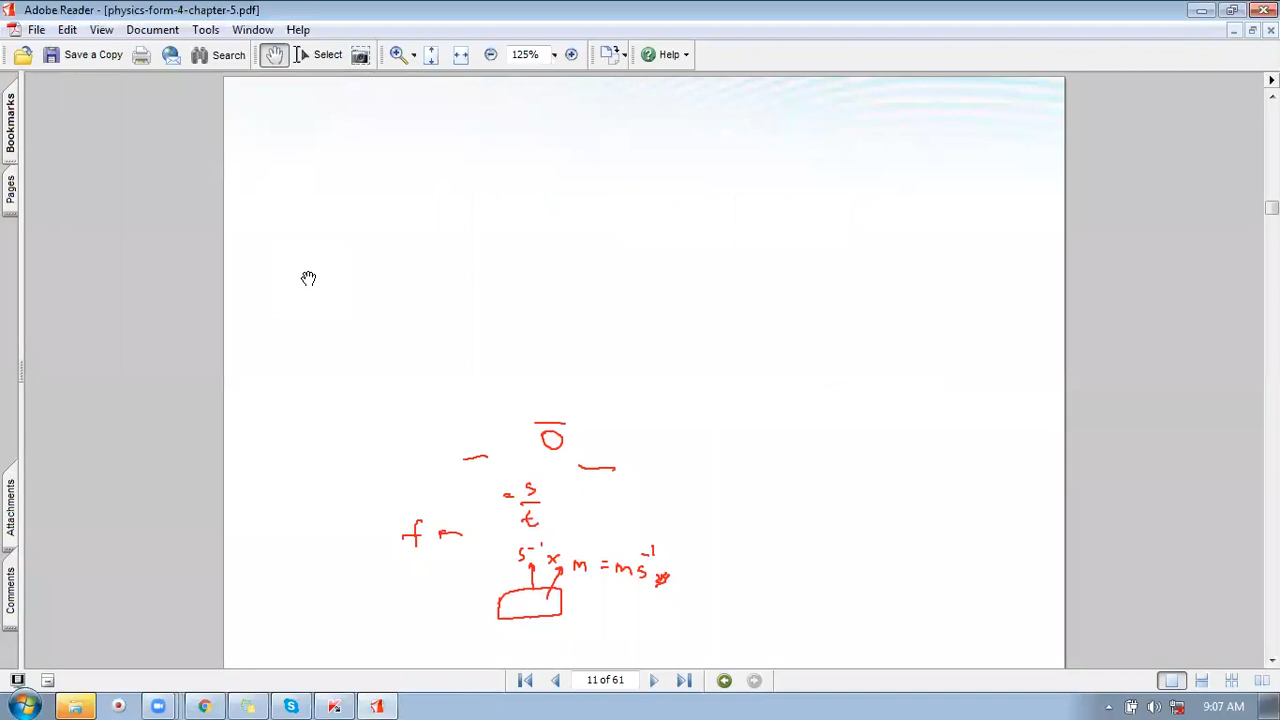 Adobe Reader - [physics-form-4-chapter-5.pdf]
File Edit View Document Tools Window Help
Save a Copy Search Select 125% Help
Bookmarks
Pages
Attachments
Comments
= s
t
f
s⁻¹ x m = ms⁻¹
11 of 61
9:07 AM